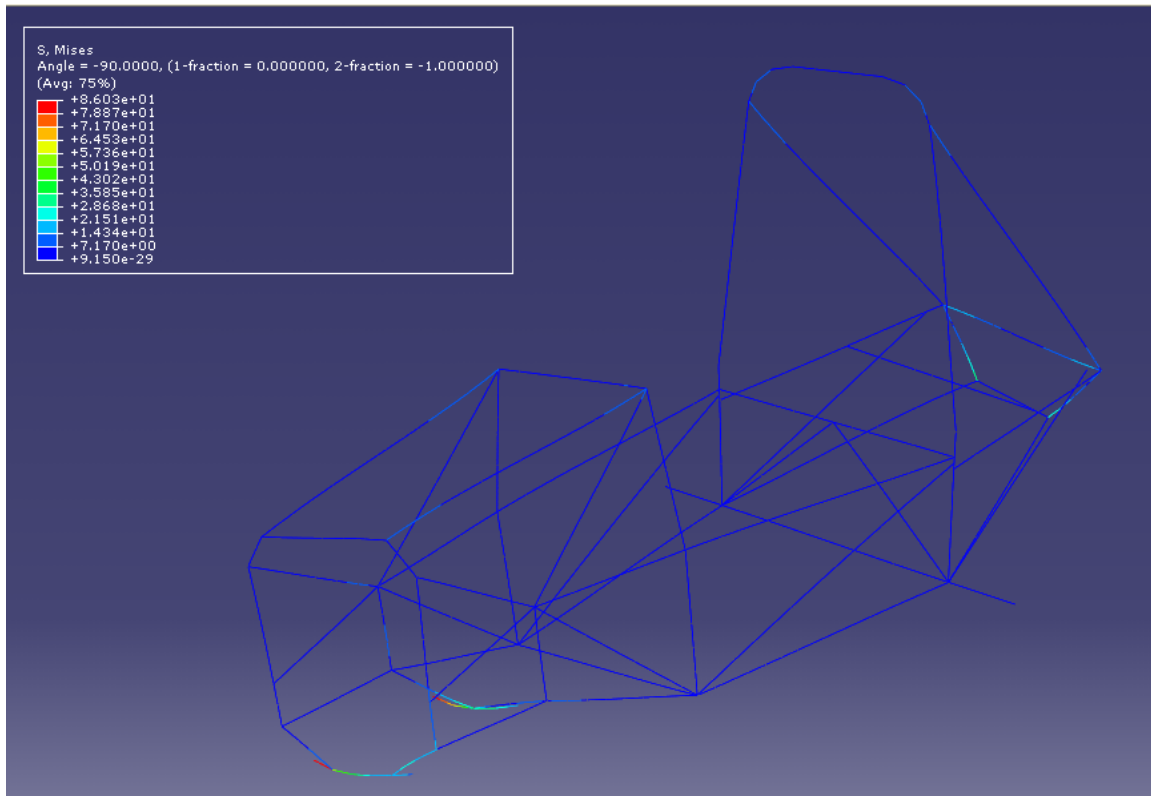 S, Mises
Angle = -90.0000, (1-fraction = 0.000000, 2-fraction = -1.000000)
(Avg: 75%)
+8.603e+01
+7.887e+01
+7.170e+01
+6.453e+01
+5.736e+01
+5.019e+01
+4.302e+01
+3.585e+01
+2.868e+01
+2.151e+01
+1.434e+01
+7.170e+00
+9.150e-29